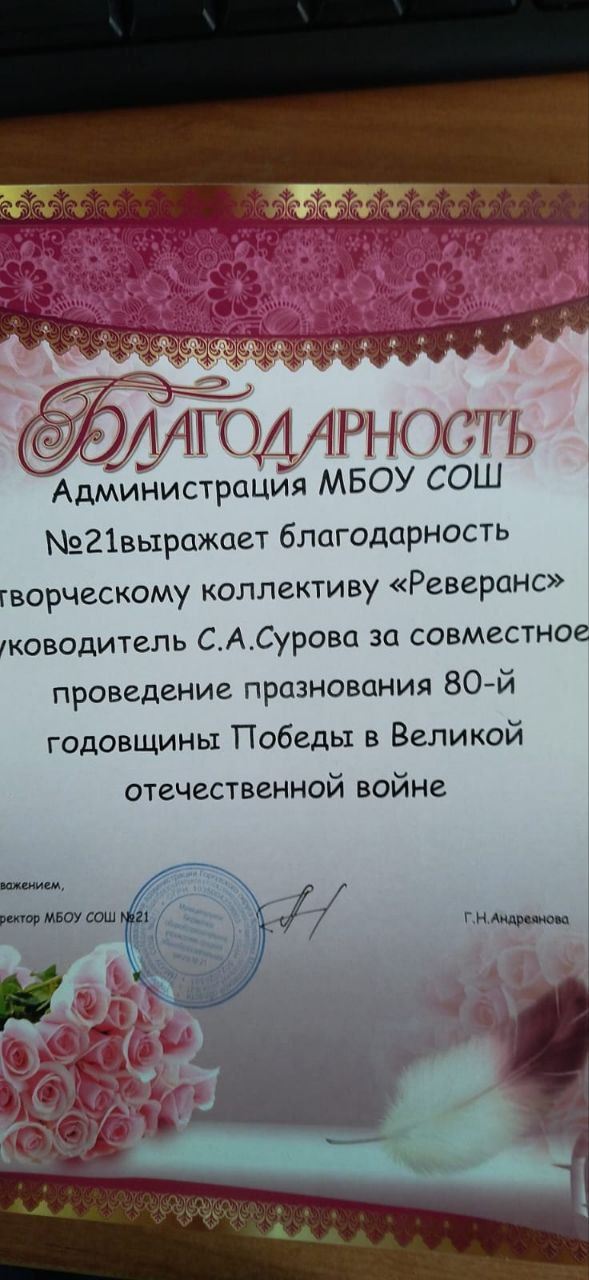 БЛАГОДАРНОСТЬ
Администрация МБОУ СОШ
№21выражает благодарность
творческому коллективу «Реверанс»
уководитель С.А.Сурова за совместное
проведение празнования 80-й
годовщины Победы в Великой
отечественной войне
важением,
ректор МБОУ СОШ №21
Г.Н.Андреянова